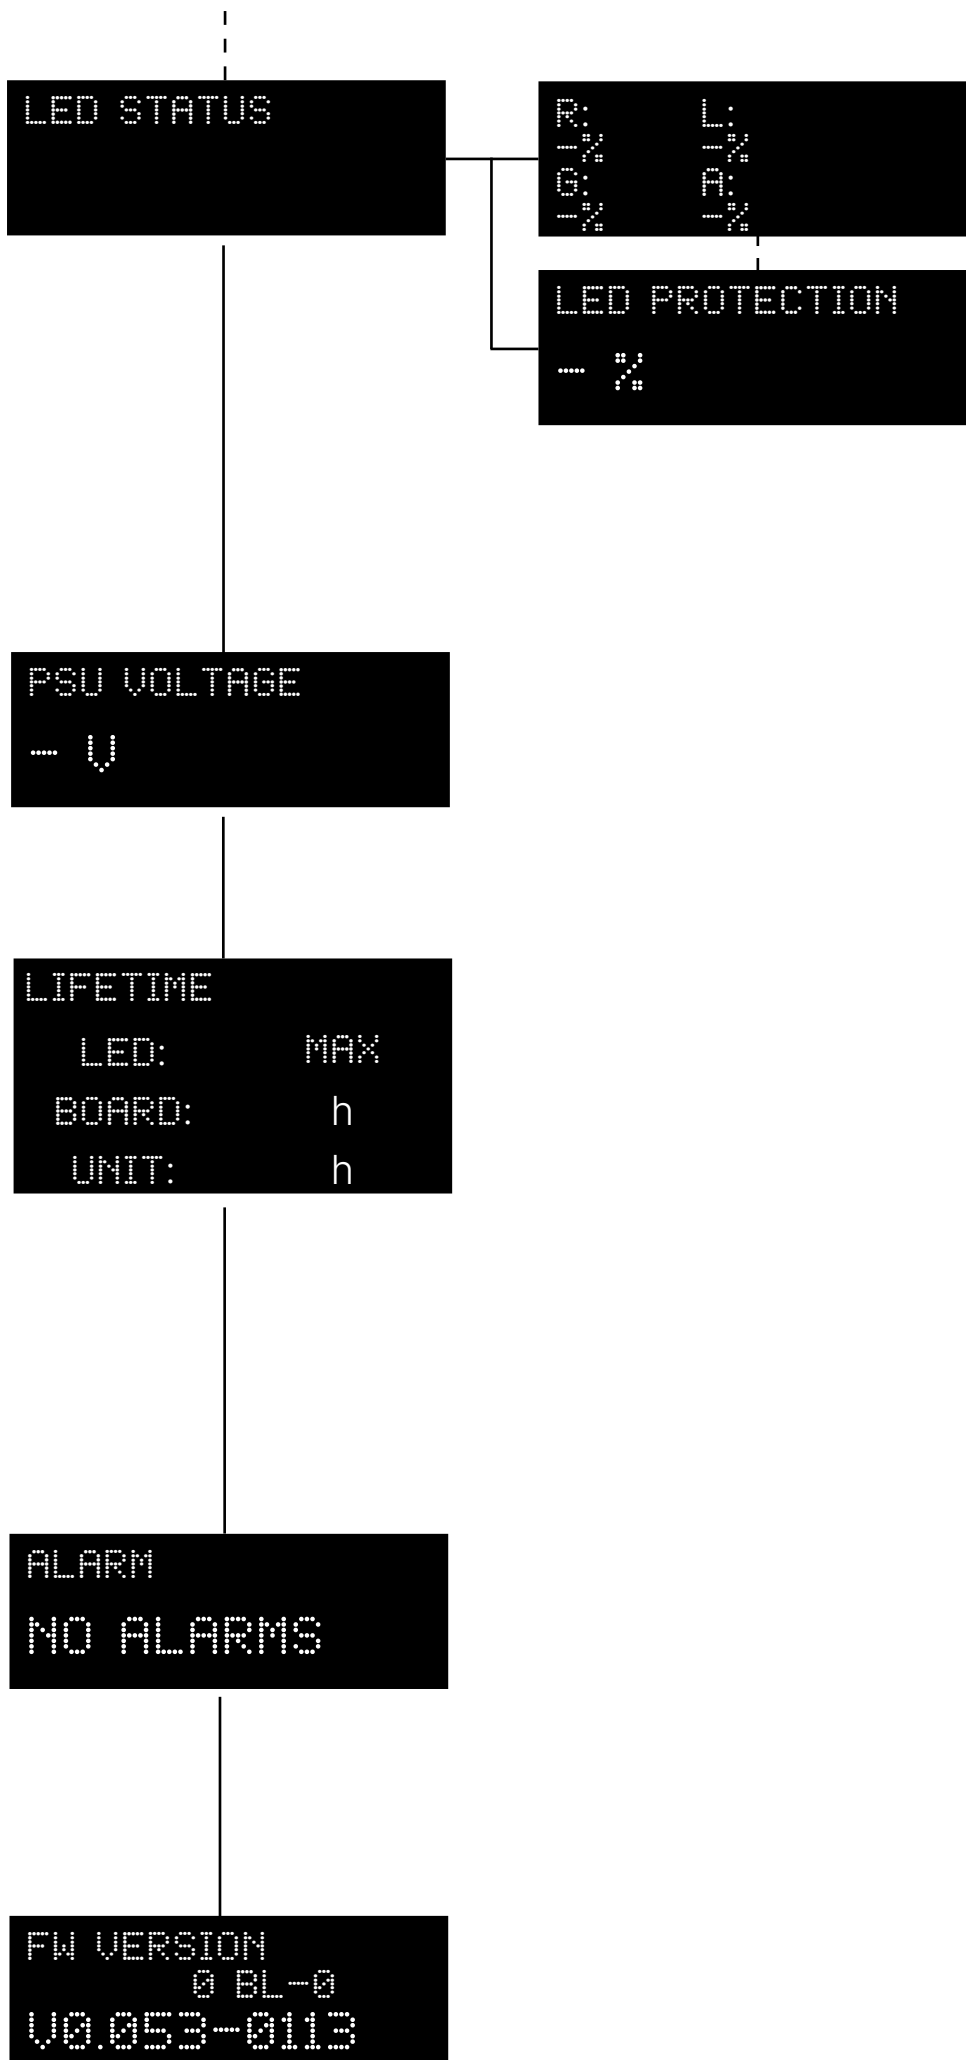 LED STATUS
R: L:
-% -%
G: A:
-% -%
LED PROTECTION
- %
PSU VOLTAGE
- V
LIFETIME
LED: MAX
BOARD: h
UNIT: h
ALARM
NO ALARMS
FW VERSION
0 BL-0
V0.053-0113